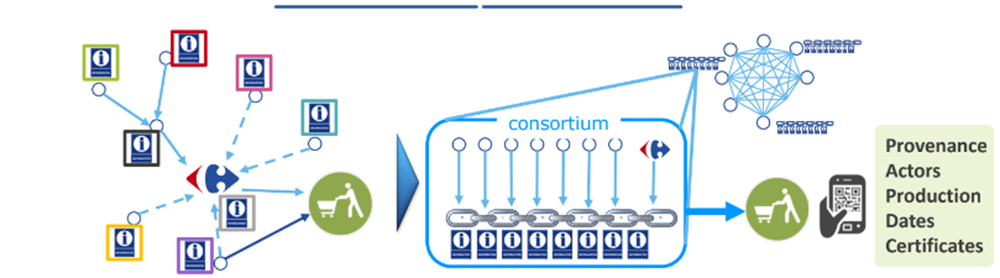 consortium
Provenance
Actors
Production
Dates
Certificates